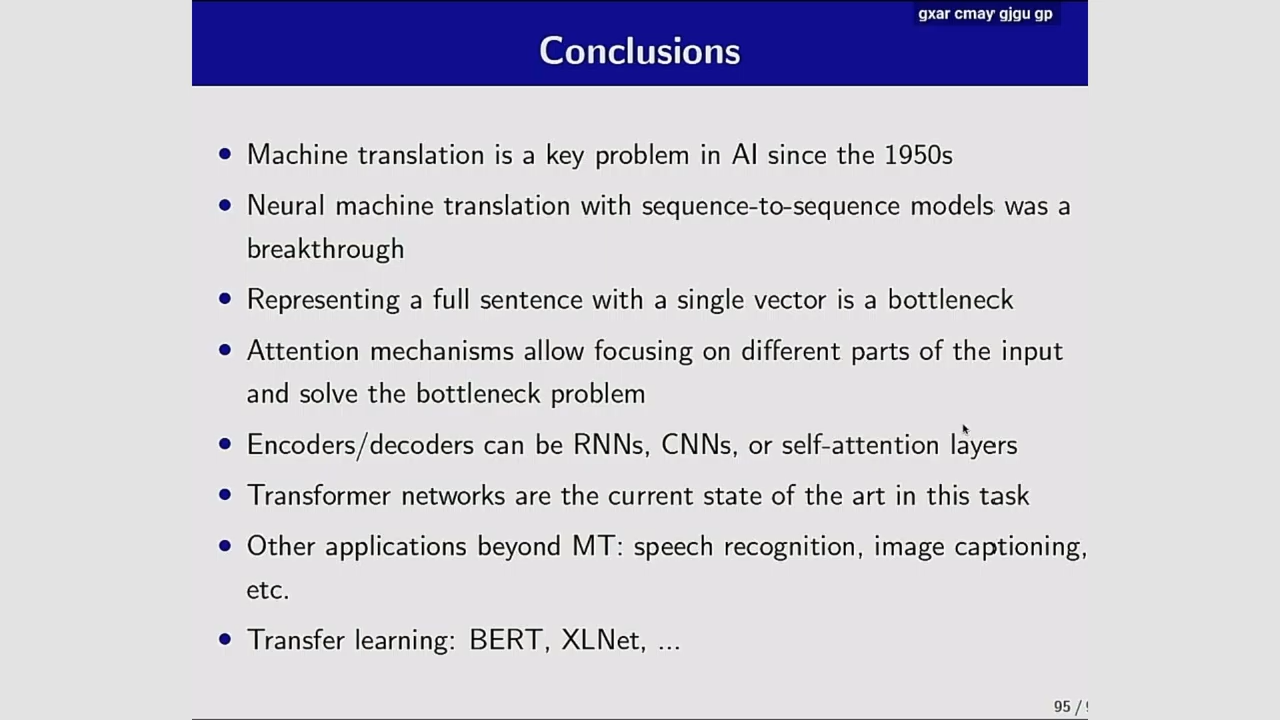 gxar cmay gjgu gp
Conclusions
• Machine translation is a key problem in AI since the 1950s
• Neural machine translation with sequence-to-sequence models was a
breakthrough
• Representing a full sentence with a single vector is a bottleneck
• Attention mechanisms allow focusing on different parts of the input
and solve the bottleneck problem
• Encoders/decoders can be RNNs, CNNs, or self-attention layers
• Transformer networks are the current state of the art in this task
• Other applications beyond MT: speech recognition, image captioning,
etc.
• Transfer learning: BERT, XLNet, ...
95 /